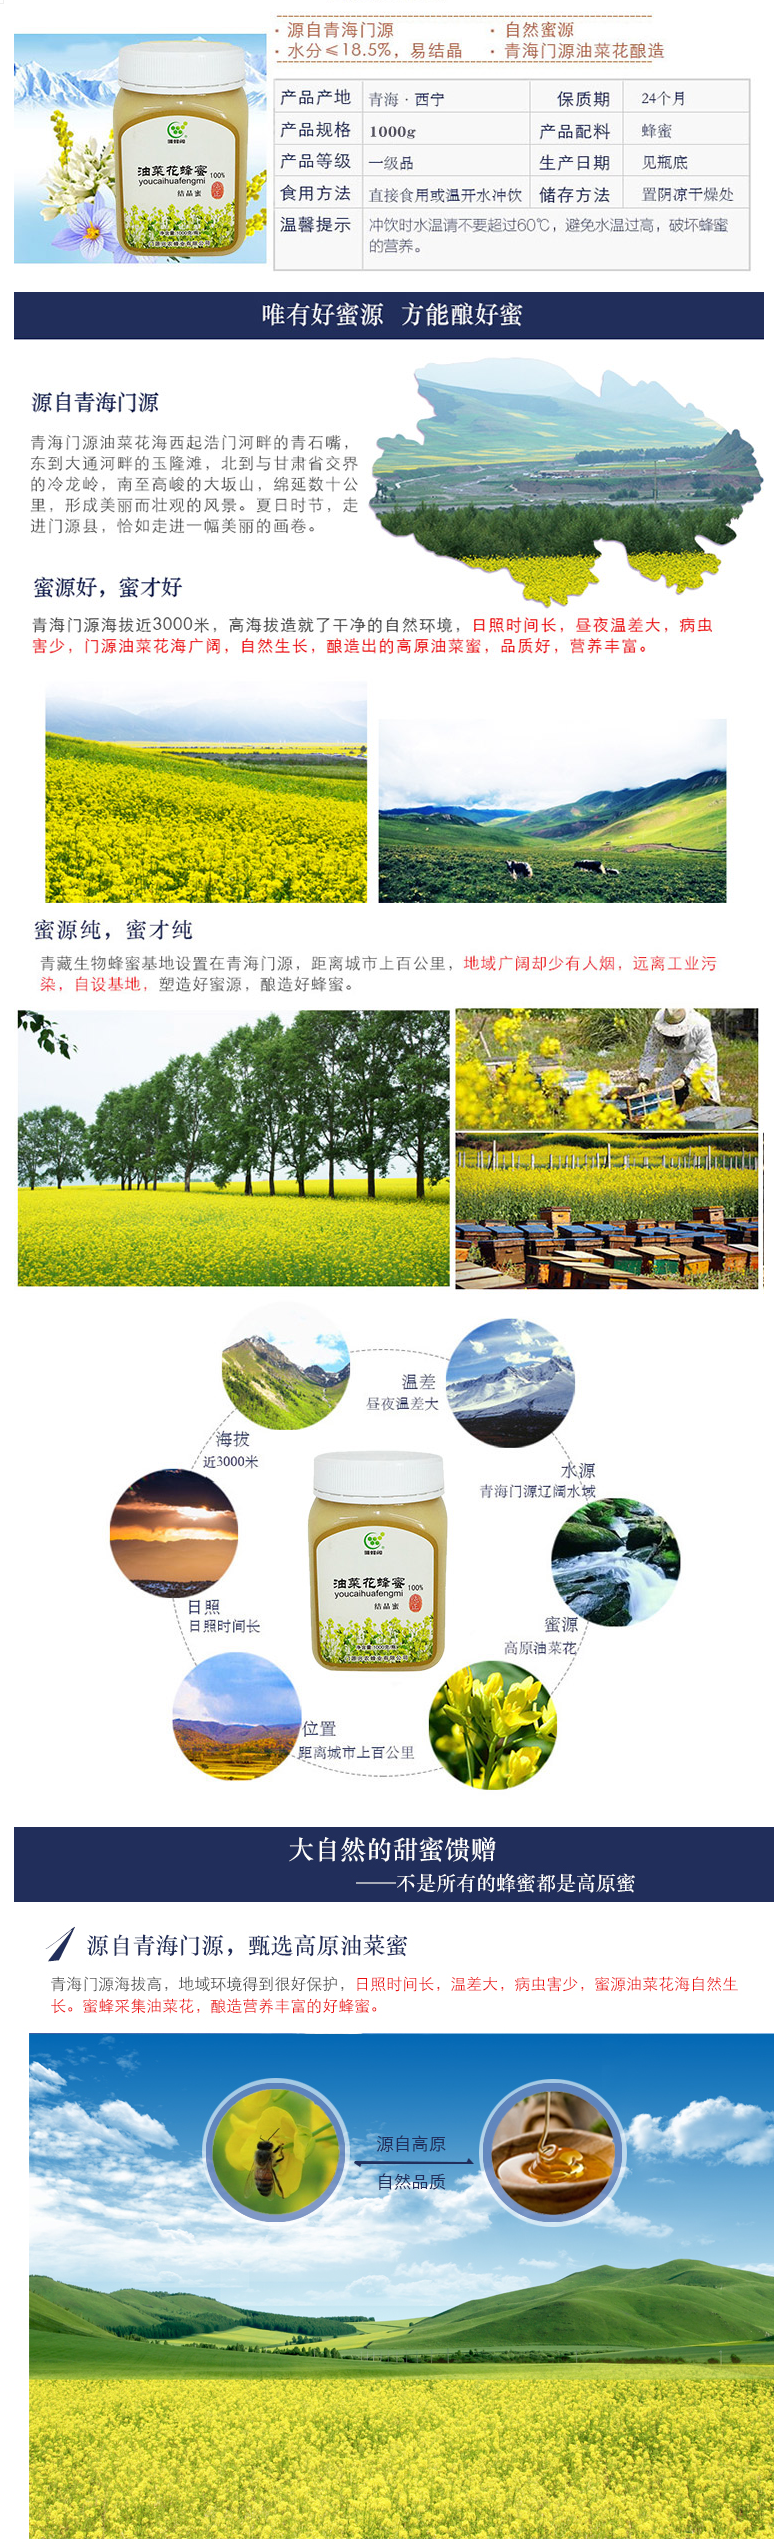 · 源自青海门源
· 自然蜜源
· 水分≤18.5%，易结晶
· 青海门源油菜花酿造
油菜花蜂蜜 100%
youcaihuafengmi
结晶蜜
产品产地 青海 · 西宁 保质期 24个月
产品规格 1000g 产品配料 蜂蜜
产品等级 一级品 生产日期 见瓶底
食用方法 直接食用或温开水冲饮 储存方法 置阴凉干燥处
温馨提示 冲饮时水温请不要超过60℃，避免水温过高，破坏蜂蜜
的营养。
唯有好蜜源 方能酿好蜜
源自青海门源
青海门源油菜花海西起浩门河畔的青石嘴，
东到大通河畔的玉隆滩，北到与甘肃省交界
的冷龙岭，南至高峻的大坂山，绵延数十公
里，形成美丽而壮观的风景。夏日时节，走
进门源县，恰如走进一幅美丽的画卷。
蜜源好，蜜才好
青海门源海拔近3000米，高海拔造就了干净的自然环境，日照时间长，昼夜温差大，病虫
害少，门源油菜花海广阔，自然生长，酿造出的高原油菜蜜，品质好，营养丰富。
蜜源纯，蜜才纯
青藏生物蜂蜜基地设置在青海门源，距离城市上百公里，地域广阔却少有人烟，远离工业污
染，自设基地，塑造好蜜源，酿造好蜂蜜。
温差
昼夜温差大
海拔
近3000米
水源
青海门源辽阔水域
油菜花蜂蜜 100%
youcaihuafengmi
结晶蜜
日照
日照时间长
蜜源
高原油菜花
位置
距离城市上百公里
大自然的甜蜜馈赠
——不是所有的蜂蜜都是高原蜜
源自青海门源，甄选高原油菜蜜
青海门源海拔高，地域环境得到很好保护，日照时间长，温差大，病虫害少，蜜源油菜花海自然生
长。蜜蜂采集油菜花，酿造营养丰富的好蜂蜜。
源自高原
自然品质